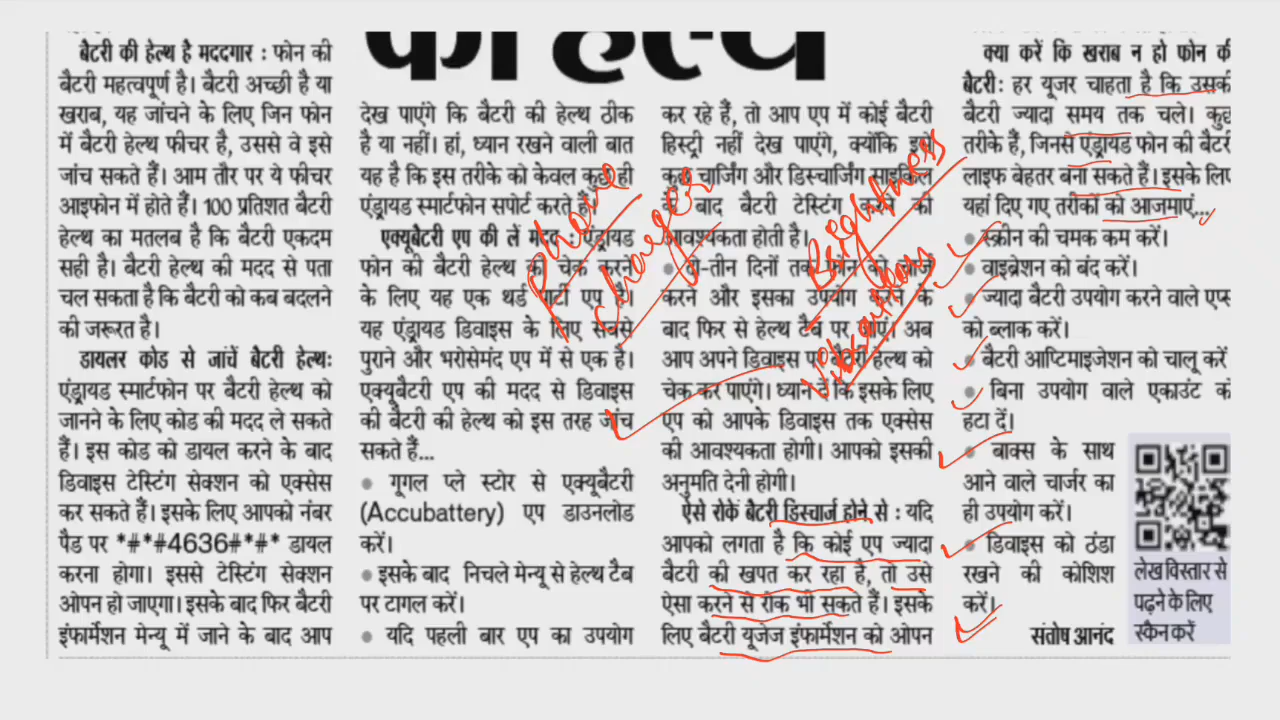 की हेल्थ
बैटरी की हेल्थ है मददगार : फोन की
बैटरी महत्वपूर्ण है। बैटरी अच्छी है या
खराब, यह जांचने के लिए जिन फोन
में बैटरी हेल्थ फीचर है, उससे वे इसे
जांच सकते हैं। आम तौर पर ये फीचर
आइफोन में होते हैं। 100 प्रतिशत बैटरी
हेल्थ का मतलब है कि बैटरी एकदम
सही है। बैटरी हेल्थ की मदद से पता
चल सकता है कि बैटरी को कब बदलने
की जरूरत है।
डायलर कोड से जांचें बैटरी हेल्थः
एंड्रायड स्मार्टफोन पर बैटरी हेल्थ को
जानने के लिए कोड की मदद ले सकते
हैं। इस कोड को डायल करने के बाद
डिवाइस टेस्टिंग सेक्शन को एक्सेस
कर सकते हैं। इसके लिए आपको नंबर
पैड पर *#*#4636#*#* डायल
करना होगा। इससे टेस्टिंग सेक्शन
ओपन हो जाएगा। इसके बाद फिर बैटरी
इंफार्मेशन मेन्यू में जाने के बाद आप
देख पाएंगे कि बैटरी की हेल्थ ठीक
है या नहीं। हां, ध्यान रखने वाली बात
यह है कि इस तरीके को केवल कुछ ही
एंड्रायड स्मार्टफोन सपोर्ट करते हैं।
एक्यूबैटरी एप की लें मदद एंड्रायड
फोन की बैटरी हेल्थ को चेक करने
के लिए यह एक थर्ड पार्टी एप है।
यह एंड्रायड डिवाइस के लिए सबसे
पुराने और भरोसेमंद एप में से एक है।
एक्यूबैटरी एप की मदद से डिवाइस
की बैटरी की हेल्थ को इस तरह जांच
सकते हैं...
● गूगल प्ले स्टोर से एक्यूबैटरी
(Accubattery) एप डाउनलोड
करें।
● इसके बाद निचले मेन्यू से हेल्थ टैब
पर टागल करें।
● यदि पहली बार एप का उपयोग
कर रहे हैं, तो आप एप में कोई बैटरी
हिस्ट्री नहीं देख पाएंगे, क्योंकि इसे
कुछ चार्जिंग और डिस्चार्जिंग साइकिल
के बाद बैटरी टेस्टिंग करने की
आवश्यकता होती है।
● दो-तीन दिनों तक फोन को चार्ज
करने और इसका उपयोग करने के
बाद फिर से हेल्थ टैब पर जाएं। अब
आप अपने डिवाइस पर बैटरी हेल्थ को
चेक कर पाएंगे। ध्यान दें कि इसके लिए
एप को आपके डिवाइस तक एक्सेस
की आवश्यकता होगी। आपको इसकी
अनुमति देनी होगी।
ऐसे रोकें बैटरी डिस्चार्ज होने से : यदि
आपको लगता है कि कोई एप ज्यादा
बैटरी की खपत कर रहा है, तो उसे
ऐसा करने से रोक भी सकते हैं। इसके
लिए बैटरी यूजेज इंफार्मेशन को ओपन
क्या करें कि खराब न हो फोन की
बैटरी: हर यूजर चाहता है कि उसकी
बैटरी ज्यादा समय तक चले। कुछ
तरीके हैं, जिनसे एंड्रायड फोन की बैटरी
लाइफ बेहतर बना सकते हैं। इसके लिए
यहां दिए गए तरीकों को आजमाएं...
● स्क्रीन की चमक कम करें।
● वाइब्रेशन को बंद करें।
● ज्यादा बैटरी उपयोग करने वाले एप्स
को ब्लाक करें।
● बैटरी आप्टिमाइजेशन को चालू करें
● बिना उपयोग वाले एकाउंट को
हटा दें।
● बाक्स के साथ
आने वाले चार्जर का
ही उपयोग करें।
● डिवाइस को ठंडा
रखने की कोशिश
करें।
संतोष आनंद
लेख विस्तार से
पढ़ने के लिए
स्कैन करें
Phone
charger
Brightness
Vibration